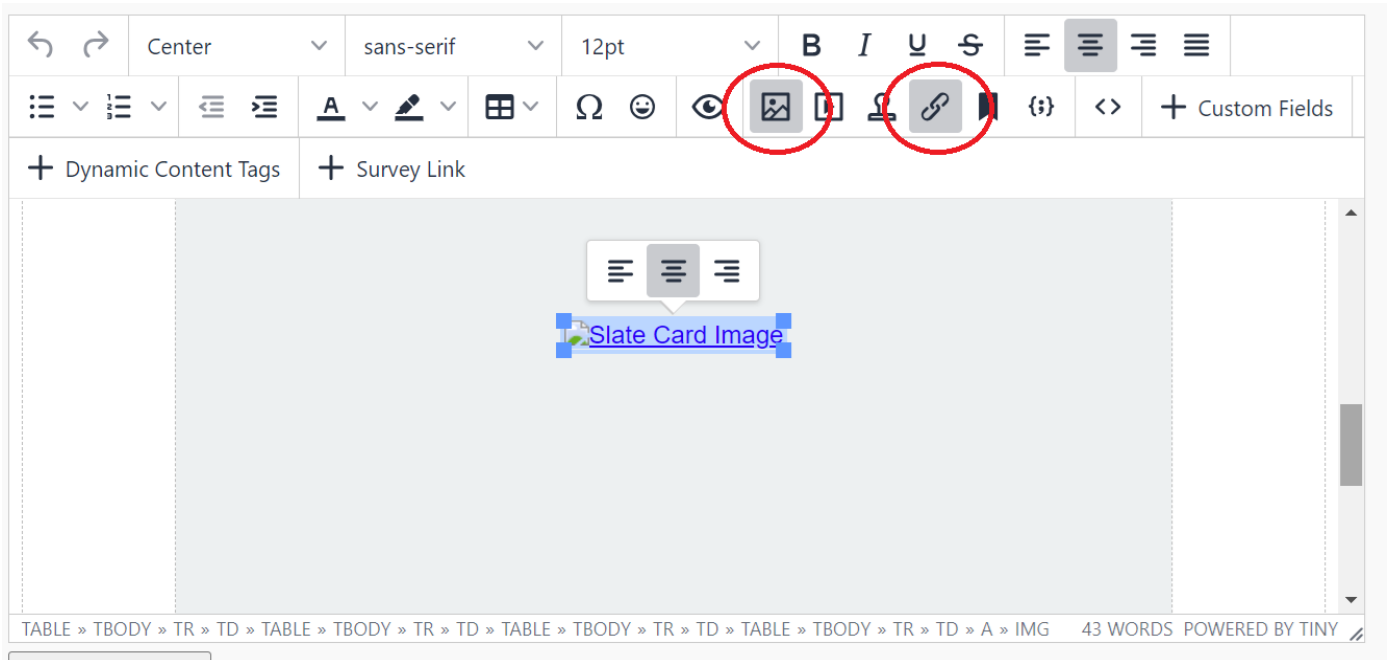 Center sans-serif 12pt B I U S
A Ω {;} <> + Custom Fields
+ Dynamic Content Tags + Survey Link
Slate Card Image
TABLE » TBODY » TR » TD » TABLE » TBODY » TR » TD » TABLE » TBODY » TR » TD » TABLE » TBODY » TR » TD » A » IMG 43 WORDS POWERED BY TINY